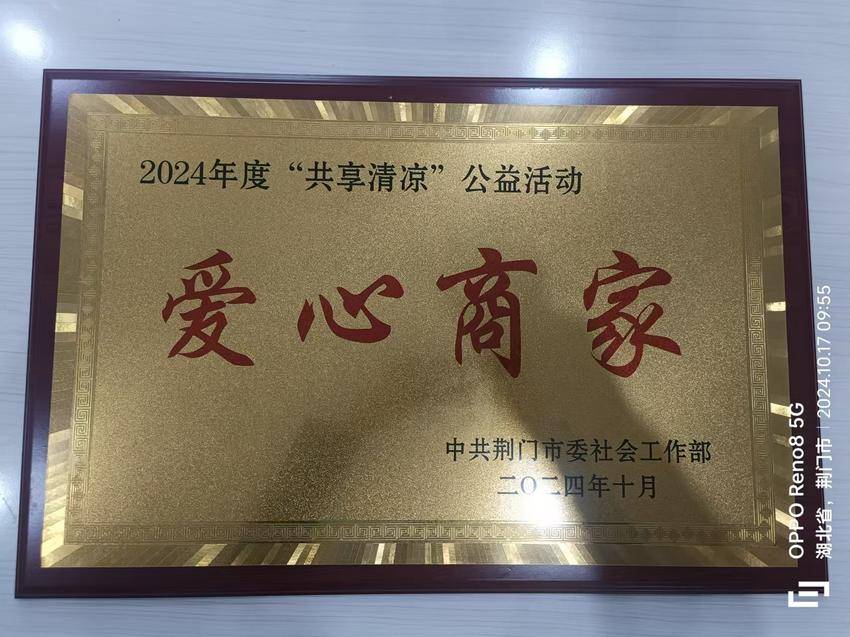 2024年度“共享清凉”公益活动
爱心商家
中共荆门市委社会工作部
二〇二四年十月
OPPO Reno8 5G
湖北省，荆门市 | 2024.10.17 09:55